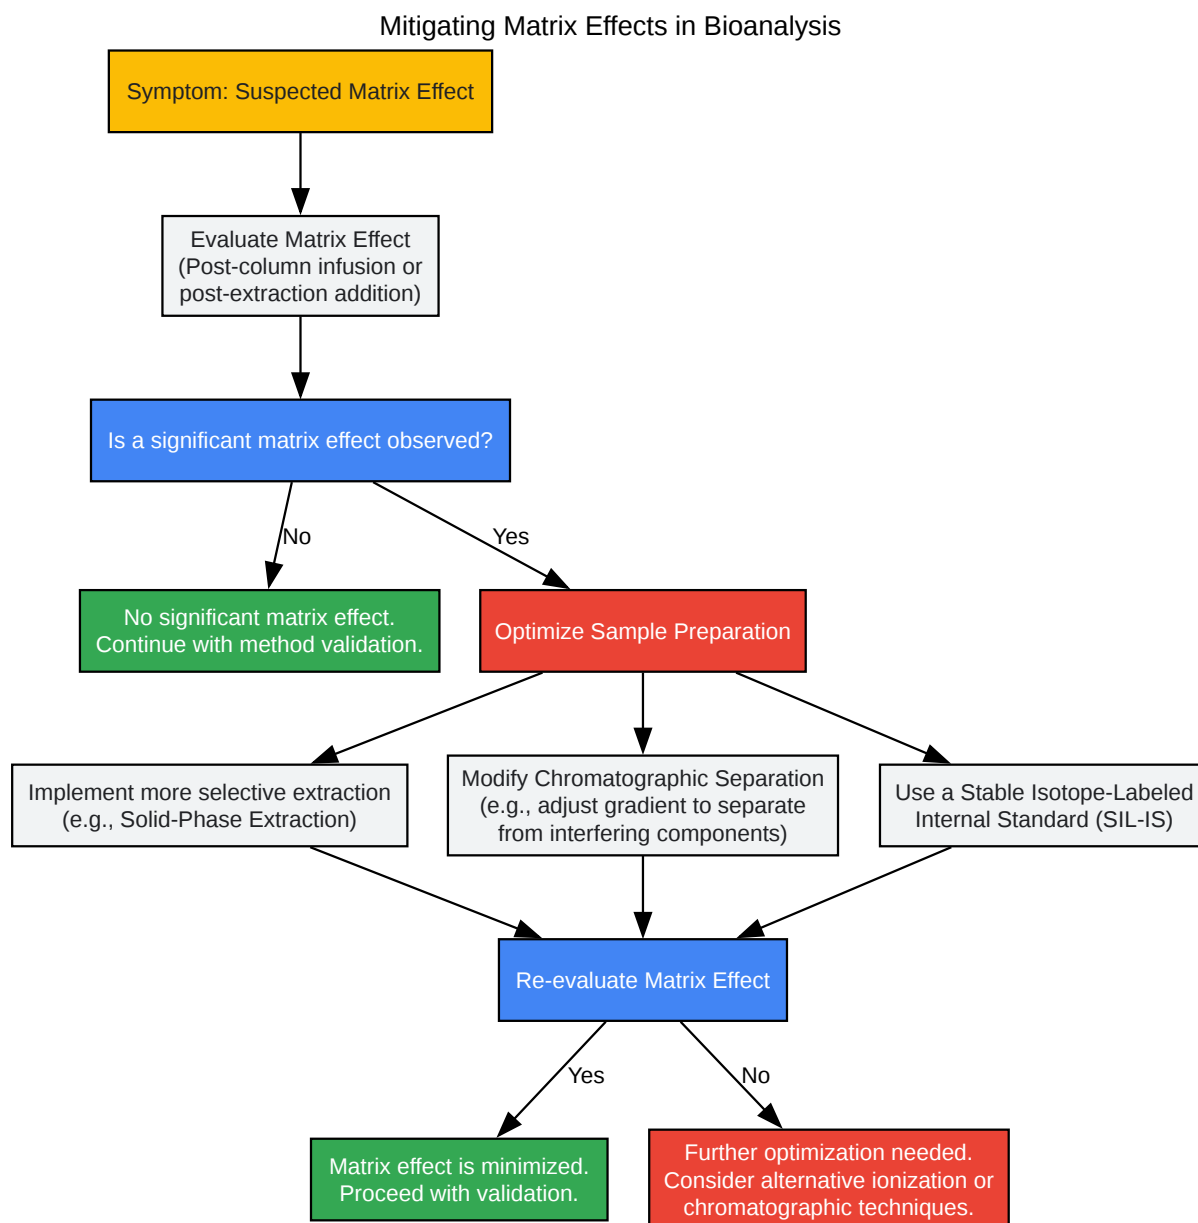 Mitigating Matrix Effects in Bioanalysis
Symptom: Suspected Matrix Effect
Evaluate Matrix Effect
(Post-column infusion or
post-extraction addition)
Is a significant matrix effect observed?
No
Yes
No significant matrix effect.
Continue with method validation.
Optimize Sample Preparation
Implement more selective extraction
(e.g., Solid-Phase Extraction)
Modify Chromatographic Separation
(e.g., adjust gradient to separate
from interfering components)
Use a Stable Isotope-Labeled
Internal Standard (SIL-IS)
Re-evaluate Matrix Effect
Yes
No
Matrix effect is minimized.
Proceed with validation.
Further optimization needed.
Consider alternative ionization or
chromatographic techniques.